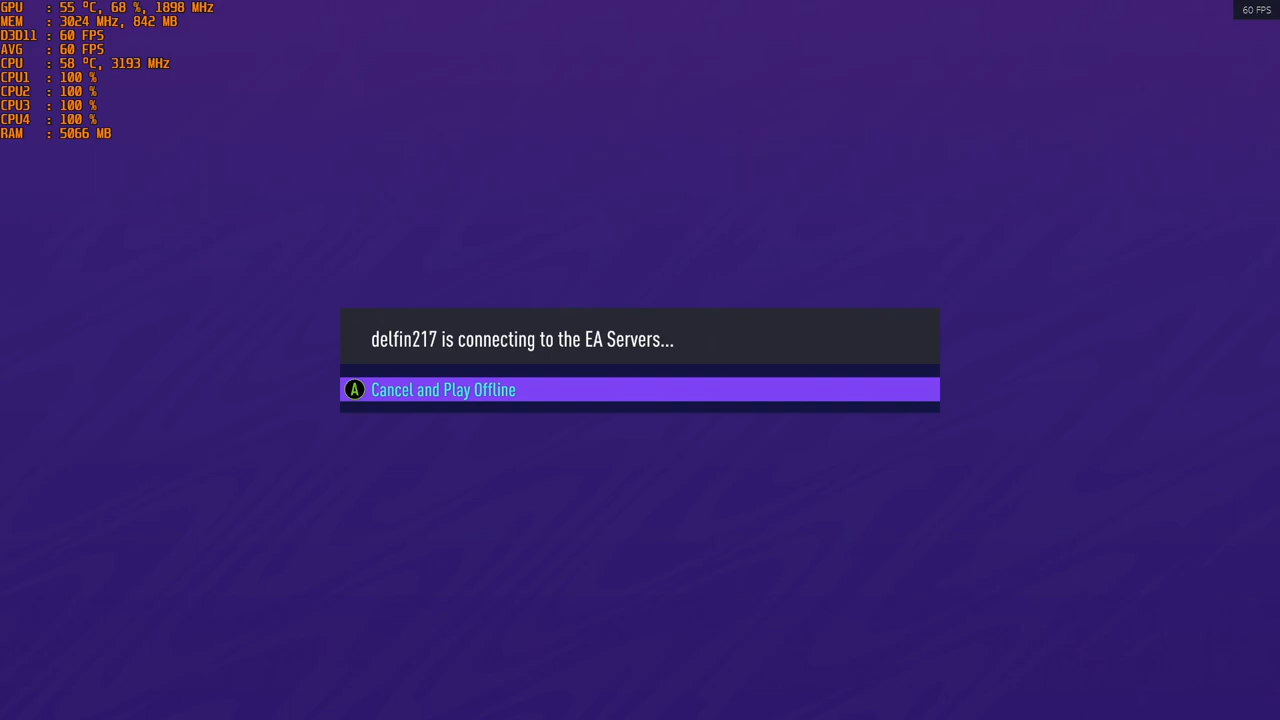 GPU : 55 ºC, 68 %, 1898 MHz
MEM : 3024 MHz, 842 MB
D3D11 : 60 FPS
AVG : 60 FPS
CPU : 58 ºC, 3193 MHz
CPU1 : 100 %
CPU2 : 100 %
CPU3 : 100 %
CPU4 : 100 %
RAM : 5066 MB
60 FPS
delfin217 is connecting to the EA Servers...
A Cancel and Play Offline